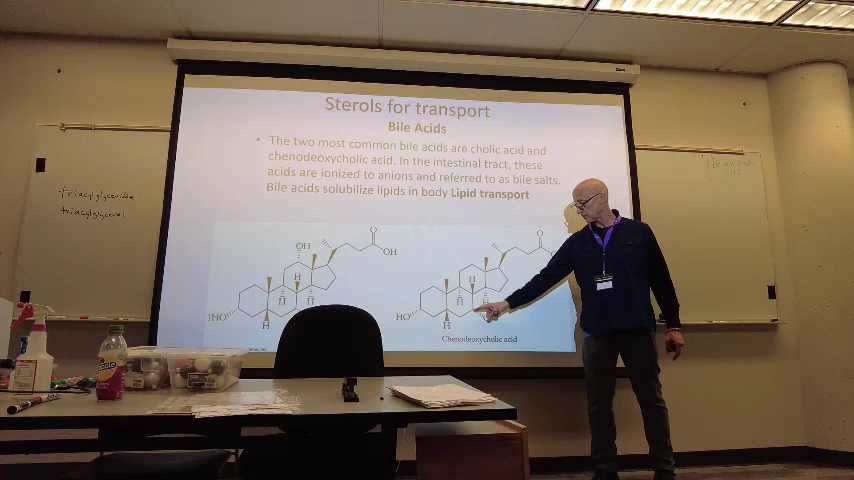 Sterols for transport
Bile Acids
• The two most common bile acids are cholic acid and
chenodeoxycholic acid. In the intestinal tract, these
acids are ionized to anions and referred to as bile salts.
Bile acids solubilize lipids in body Lipid transport
triacylglyceride
triacylglycerol
OH
O
OH
H
H
H
HO
H
O
H
H
H
HO
H
Chenodeoxycholic acid